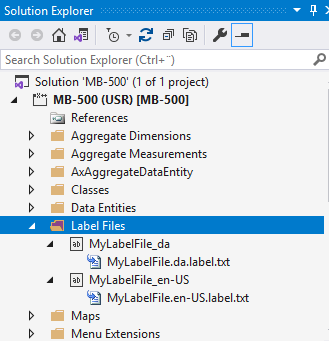 Solution Explorer
Search Solution Explorer (Ctrl+¨)
Solution 'MB-500' (1 of 1 project)
MB-500 (USR) [MB-500]
References
Aggregate Dimensions
Aggregate Measurements
AxAggregateDataEntity
Classes
Data Entities
Label Files
MyLabelFile_da
MyLabelFile.da.label.txt
MyLabelFile_en-US
MyLabelFile.en-US.label.txt
Maps
Menu Extensions